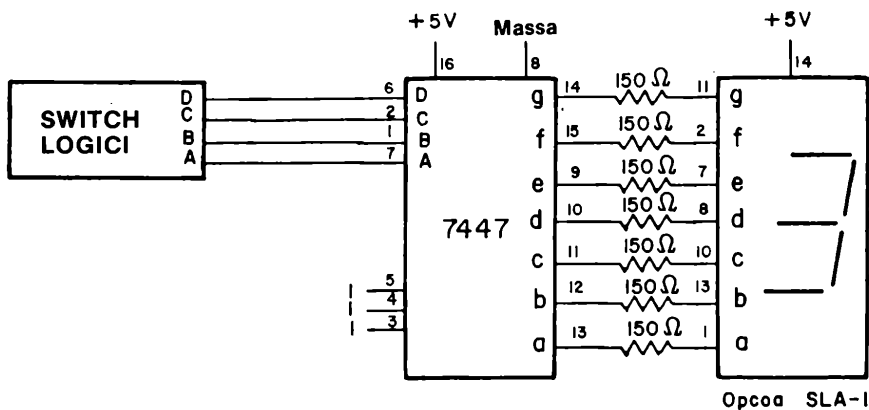 +5V
Massa
+5V
16
8
14
SWITCH
LOGICI
D
C
B
A
6
2
1
7
D
C
B
A
7447
1 5
1 4
1 3
g 14 150 Ω 11 g
f 15 150 Ω 2 f
e 9 150 Ω 7 e
d 10 150 Ω 8 d
c 11 150 Ω 10 c
b 12 150 Ω 13 b
a 13 150 Ω 1 a
Opcoa SLA-1